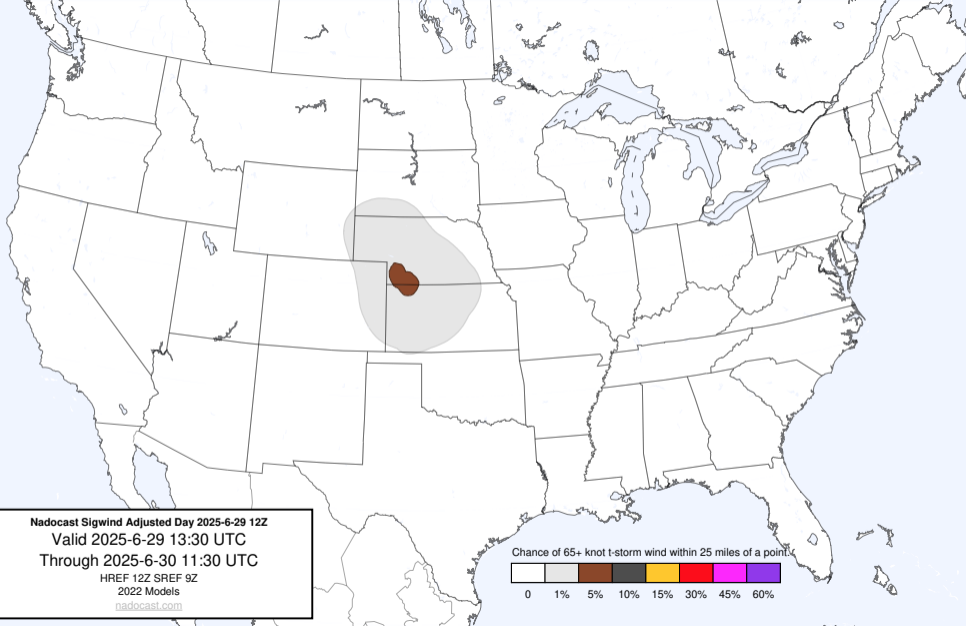 Nadocast Sigwind Adjusted Day 2025-6-29 12Z
Valid 2025-6-29 13:30 UTC
Through 2025-6-30 11:30 UTC
HREF 12Z SREF 9Z
2022 Models
nadocast.com
Chance of 65+ knot t-storm wind within 25 miles of a point.
0 1% 5% 10% 15% 30% 45% 60%